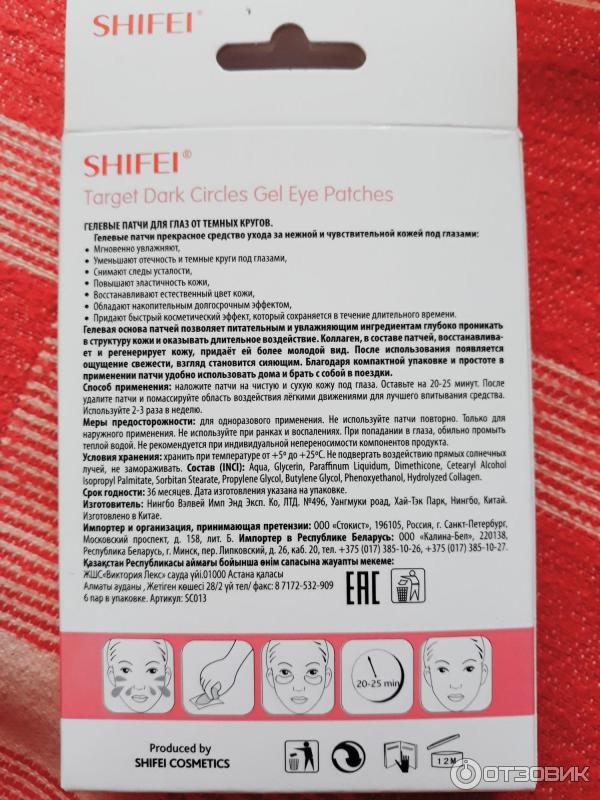 SHIFEI®
SHIFEI®
Target Dark Circles Gel Eye Patches
ГЕЛЕВЫЕ ПАТЧИ ДЛЯ ГЛАЗ ОТ ТЕМНЫХ КРУГОВ.
Гелевые патчи прекрасное средство ухода за нежной и чувствительной кожей под глазами:
• Мгновенно увлажняют,
• Уменьшают отечность и темные круги под глазами,
• Снимают следы усталости,
• Повышают эластичность кожи,
• Восстанавливают естественный цвет кожи,
• Обладают накопительным долгосрочным эффектом,
• Придают быстрый косметический эффект, который сохраняется в течение длительного времени.
Гелевая основа патчей позволяет питательным и увлажняющим ингредиентам глубоко проникать
в структуру кожи и оказывать длительное воздействие. Коллаген, в составе патчей, восстанавлива-
ет и регенерирует кожу, придаёт ей более молодой вид. После использования появляется
ощущение свежести, взгляд становится сияющим. Благодаря компактной упаковке и простоте в
применении патчи удобно использовать дома и брать с собой в поездки.
Способ применения: наложите патчи на чистую и сухую кожу под глаза. Оставьте на 20-25 минут. После
удалите патчи и помассируйте область воздействия лёгкими движениями для лучшего впитывания средства.
Используйте 2-3 раза в неделю.
Меры предосторожности: для одноразового применения. Не используйте патчи повторно. Только для
наружного применения. Не используйте при ранках и воспалениях. При попадании в глаза, обильно промыть
теплой водой. Не рекомендуется при индивидуальной непереносимости компонентов продукта.
Условия хранения: хранить при температуре от +5° до +25°С. Не подвергать воздействию прямых солнечных
лучей, не замораживать. Состав (INCI): Aqua, Glycerin, Paraffinum Liquidum, Dimethicone, Cetearyl Alcohol
Isopropyl Palmitate, Sorbitan Stearate, Propylene Glycol, Butylene Glycol, Phenoxyethanol, Hydrolyzed Collagen.
Срок годности: 36 месяцев. Дата изготовления указана на упаковке.
Изготовитель: Нингбо Вэлвей Имп Энд Эксп. Ко, ЛТД. №496, Уангмуки роад, Хай-Тэк Парк, Нингбо, Китай.
Изготовлено в Китае.
Импортер и организация, принимающая претензии: ООО «Стокист», 196105, Россия, г. Санкт-Петербург,
Московский проспект, д. 158, лит. Б. Импортер в Республике Беларусь: ООО «Калина-Бел», 220138,
Республика Беларусь, г. Минск, пер. Липковский, д. 26, каб. 20, тел. +375 (017) 385-10-26, +375 (017) 385-10-27.
Қазақстан Республикасы аймағы бойынша өнім сапасына жауапты мекеме:
ЖШС«Виктория Лекс» сауда үйі.01000 Астана қаласы
Алматы ауданы , Жетіген көшесі 28/2 үй тел/ факс: 8 7172-532-909
6 пар в упаковке. Артикул: SC013
EAC
20-25 min
Produced by
SHIFEI COSMETICS
12M
ОТЗОВИК